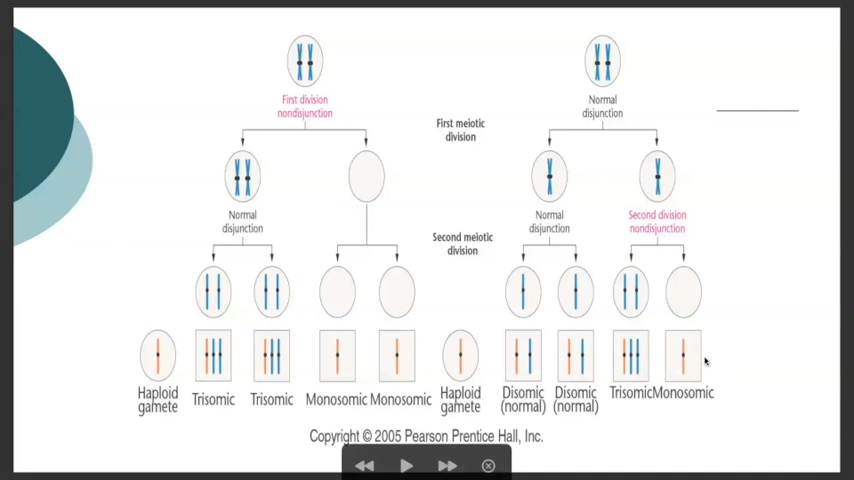 First division
nondisjunction
Normal
disjunction
First meiotic
division
Normal
disjunction
Normal
disjunction
Second division
nondisjunction
Second meiotic
division
Haploid
gamete
Trisomic
Trisomic
Monosomic
Monosomic
Haploid
gamete
Disomic
(normal)
Disomic
(normal)
Trisomic
Monosomic
Copyright © 2005 Pearson Prentice Hall, Inc.